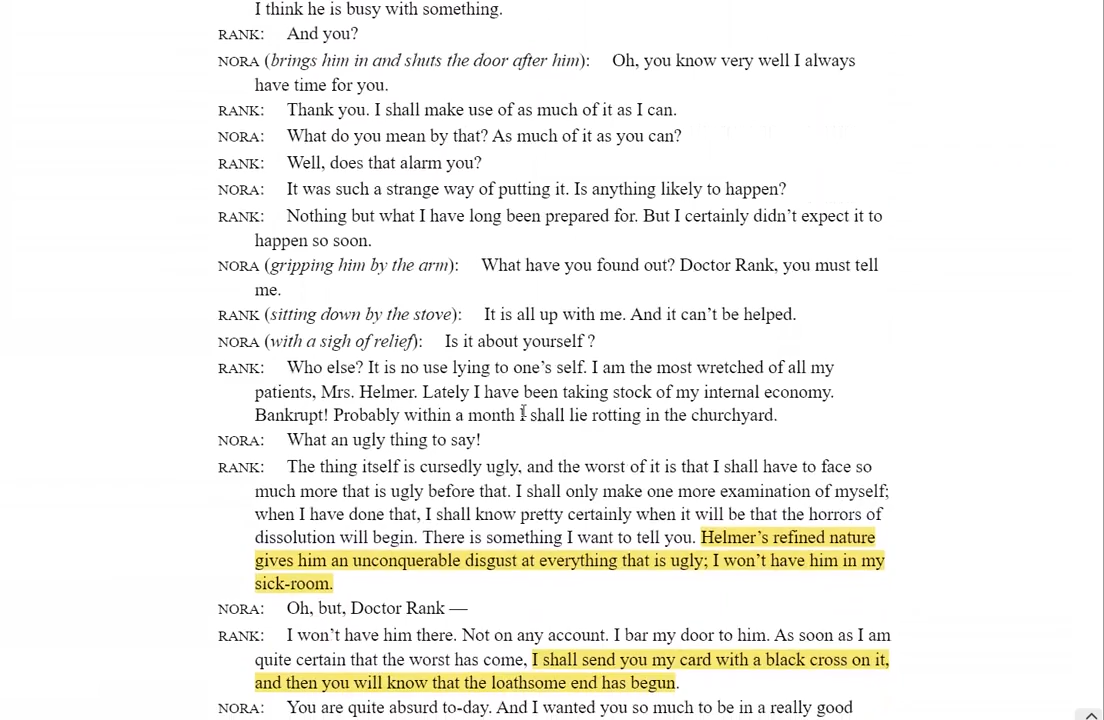 I think he is busy with something.
RANK: And you?
NORA (brings him in and shuts the door after him): Oh, you know very well I always
have time for you.
RANK: Thank you. I shall make use of as much of it as I can.
NORA: What do you mean by that? As much of it as you can?
RANK: Well, does that alarm you?
NORA: It was such a strange way of putting it. Is anything likely to happen?
RANK: Nothing but what I have long been prepared for. But I certainly didn’t expect it to
happen so soon.
NORA (gripping him by the arm): What have you found out? Doctor Rank, you must tell
me.
RANK (sitting down by the stove): It is all up with me. And it can’t be helped.
NORA (with a sigh of relief): Is it about yourself?
RANK: Who else? It is no use lying to one’s self. I am the most wretched of all my
patients, Mrs. Helmer. Lately I have been taking stock of my internal economy.
Bankrupt! Probably within a month I shall lie rotting in the churchyard.
NORA: What an ugly thing to say!
RANK: The thing itself is cursedly ugly, and the worst of it is that I shall have to face so
much more that is ugly before that. I shall only make one more examination of myself;
when I have done that, I shall know pretty certainly when it will be that the horrors of
dissolution will begin. There is something I want to tell you. Helmer’s refined nature
gives him an unconquerable disgust at everything that is ugly; I won’t have him in my
sick-room.
NORA: Oh, but, Doctor Rank —
RANK: I won’t have him there. Not on any account. I bar my door to him. As soon as I am
quite certain that the worst has come, I shall send you my card with a black cross on it,
and then you will know that the loathsome end has begun.
NORA: You are quite absurd to-day. And I wanted you so much to be in a really good